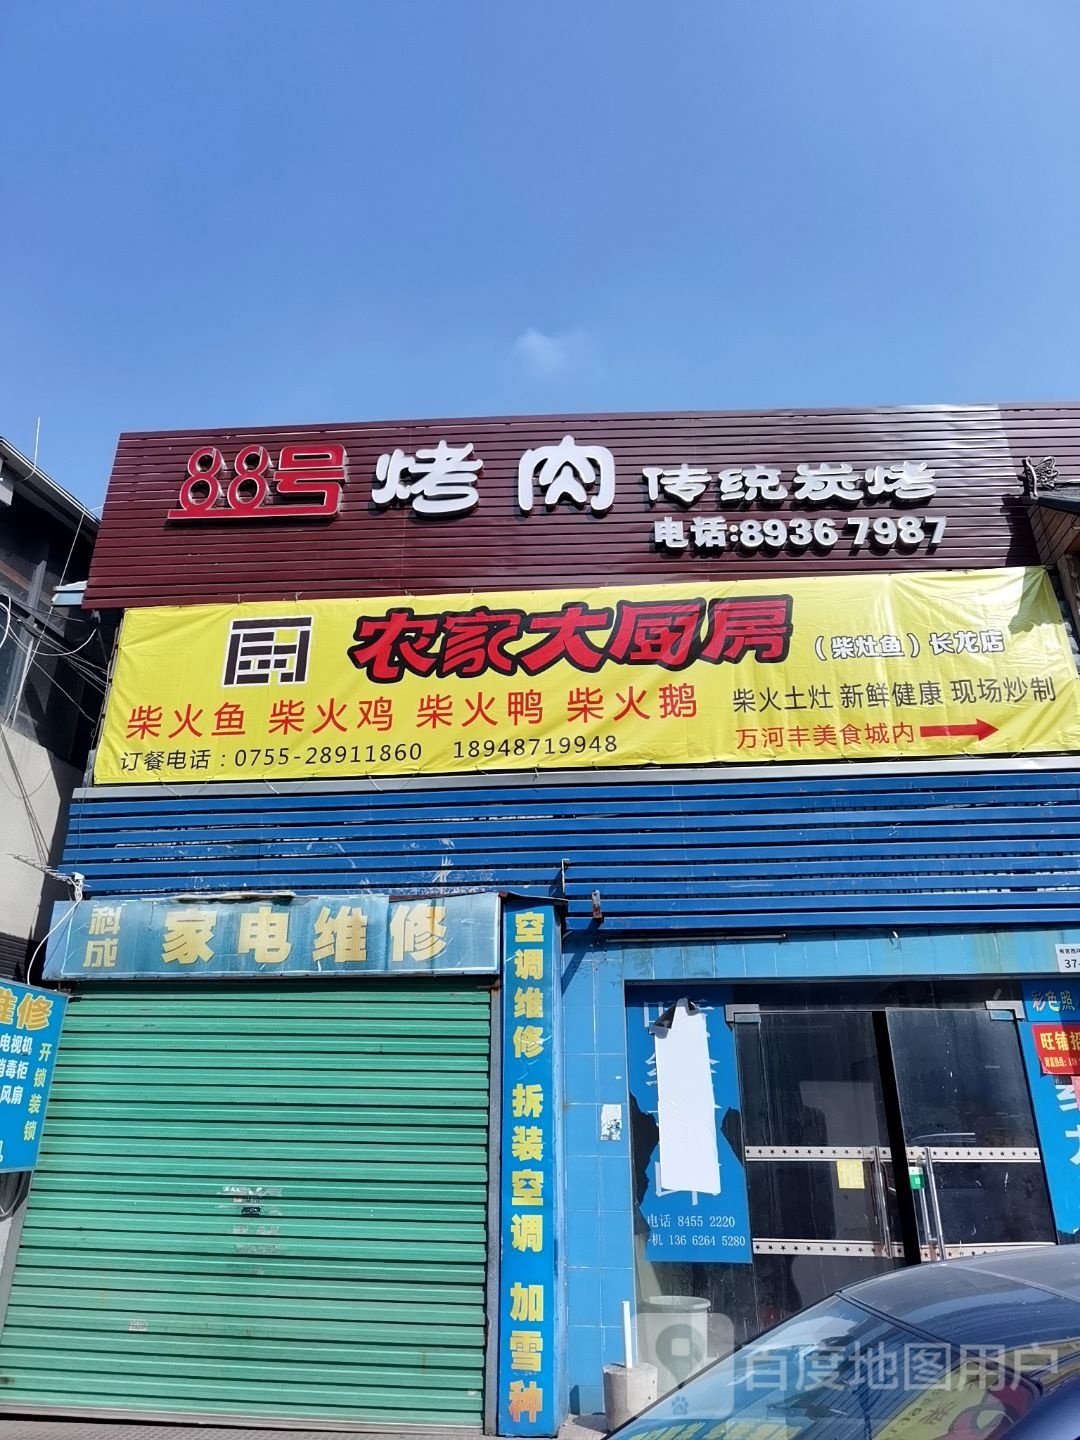 88号 烤肉 传统炭烤
电话:8936 7987
农家大厨房 (柴灶鱼) 长龙店
柴火鱼 柴火鸡 柴火鸭 柴火鹅
柴火土灶 新鲜健康 现场炒制
万河丰美食城内
订餐电话：0755-28911860 18948719948
科成 家电维修
空调维修 拆装空调 加雪种
维修
电视机
消毒柜
风扇
开锁装锁
电话 8455 2220
机 136 6264 5280
37-
彩色照
旺铺招
百度地图用户